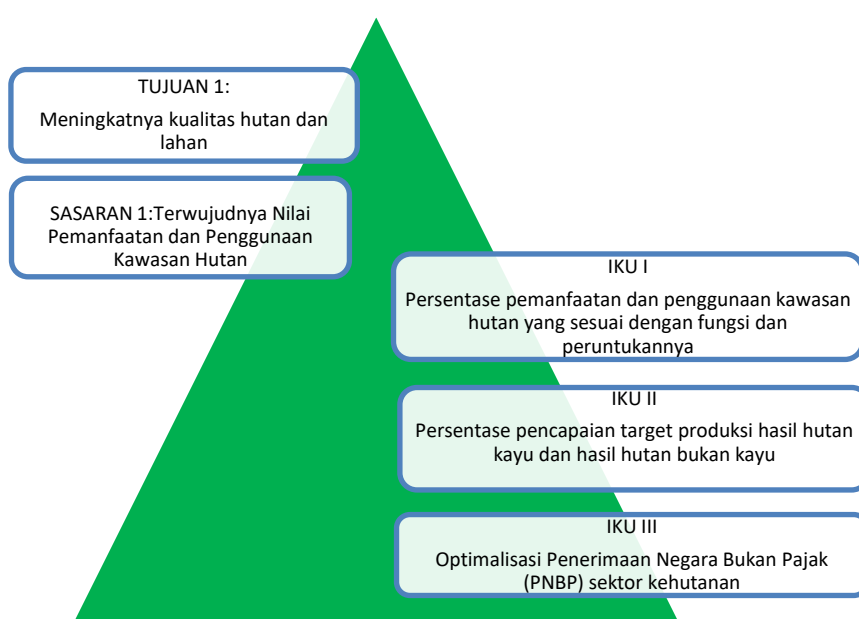 TUJUAN 1:
Meningkatnya kualitas hutan dan
lahan
SASARAN 1:Terwujudnya Nilai
Pemanfaatan dan Penggunaan
Kawasan Hutan
IKU I
Persentase pemanfaatan dan penggunaan kawasan
hutan yang sesuai dengan fungsi dan
peruntukannya
IKU II
Persentase pencapaian target produksi hasil hutan
kayu dan hasil hutan bukan kayu
IKU III
Optimalisasi Penerimaan Negara Bukan Pajak
(PNBP) sektor kehutanan